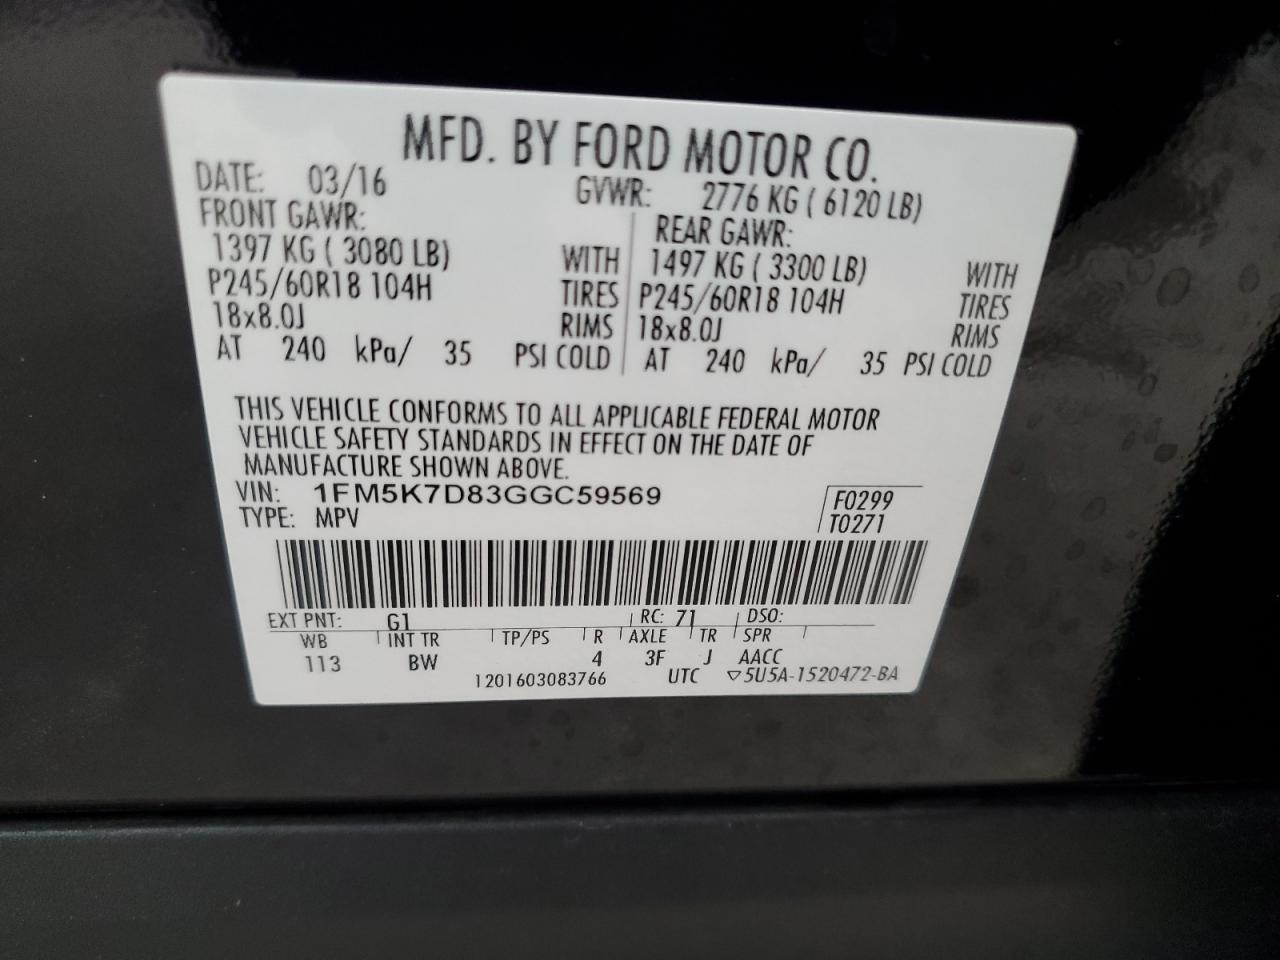 MFD. BY FORD MOTOR CO.
DATE: 03/16 GVWR: 2776 KG ( 6120 LB)
FRONT GAWR: REAR GAWR:
1397 KG ( 3080 LB) WITH 1497 KG ( 3300 LB) WITH
P245/60R18 104H TIRES P245/60R18 104H TIRES
18x8.0J RIMS 18x8.0J RIMS
AT 240 kPa/ 35 PSI COLD AT 240 kPa/ 35 PSI COLD
THIS VEHICLE CONFORMS TO ALL APPLICABLE FEDERAL MOTOR
VEHICLE SAFETY STANDARDS IN EFFECT ON THE DATE OF
MANUFACTURE SHOWN ABOVE.
VIN: 1FM5K7D83GGC59569 F0299
TYPE: MPV T0271
EXT PNT: G1 RC: 71 DSO:
WB INT TR TP/PS R AXLE TR SPR
113 BW 4 3F J AACC
1201603083766 UTC ▽5U5A-1520472-BA